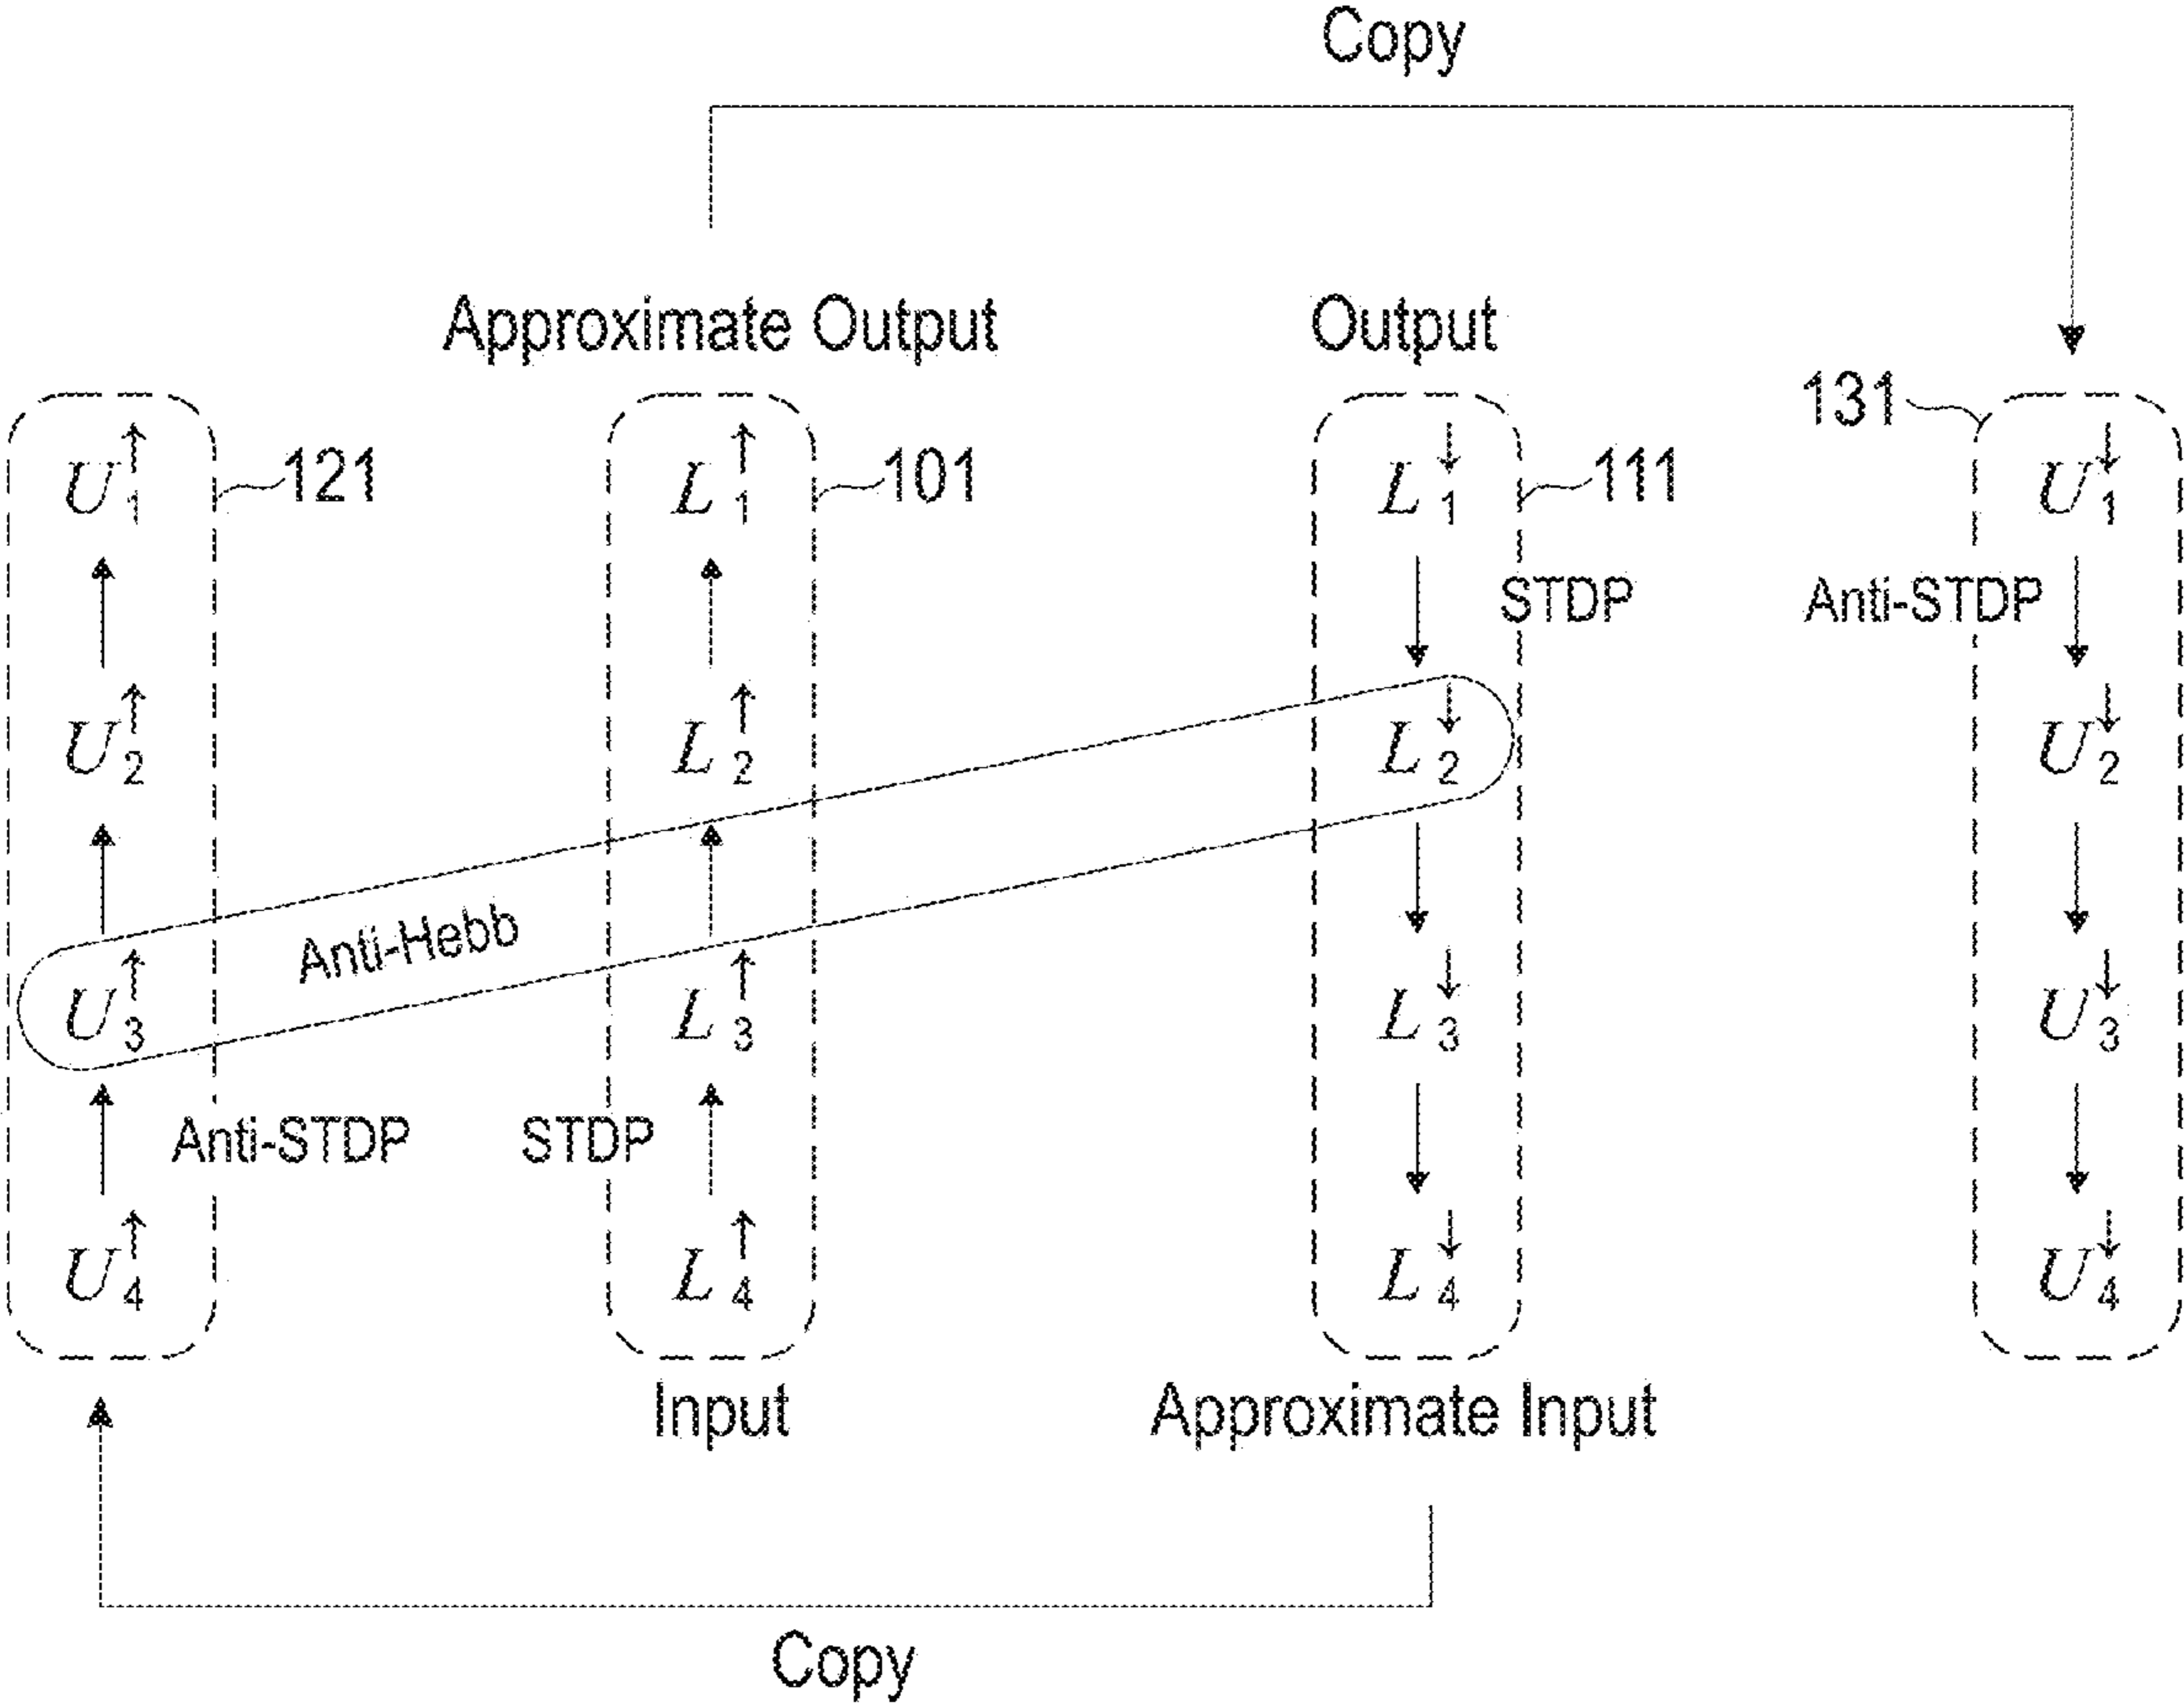 Copy
Approximate Output Output
131
U↑1 121 L↑1 101 L↓1 111 U↓1
STDP Anti-STDP
U↑2 L↑2 L↓2 U↓2
Anti-Hebb
U↑3 L↑3 L↓3 U↓3
Anti-STDP STDP
U↑4 L↑4 L↓4 U↓4
Input Approximate Input
Copy